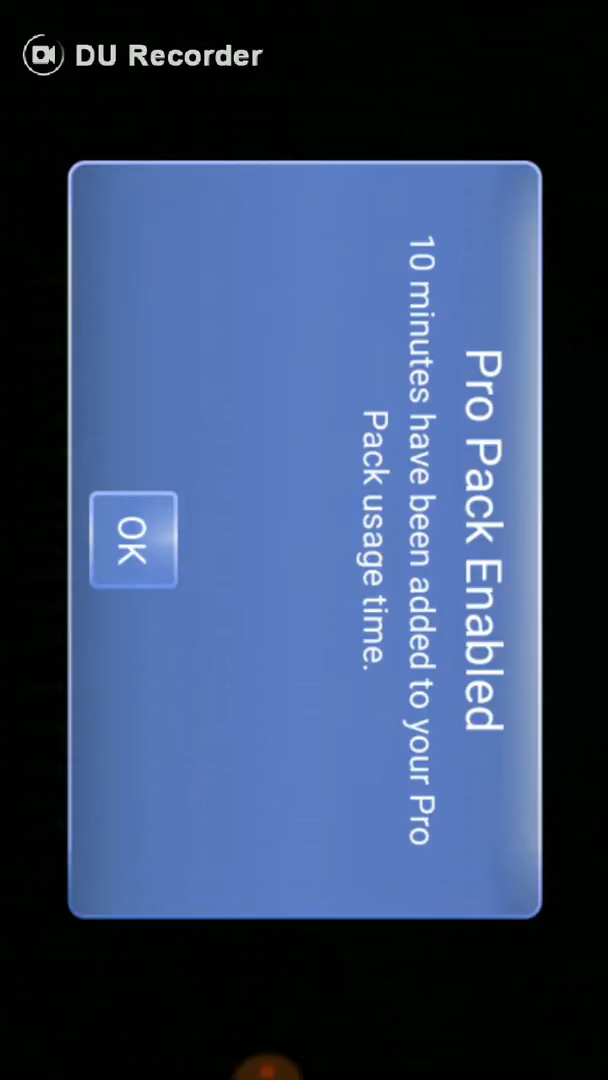 DU Recorder
Pro Pack Enabled
10 minutes have been added to your Pro
Pack usage time.
OK